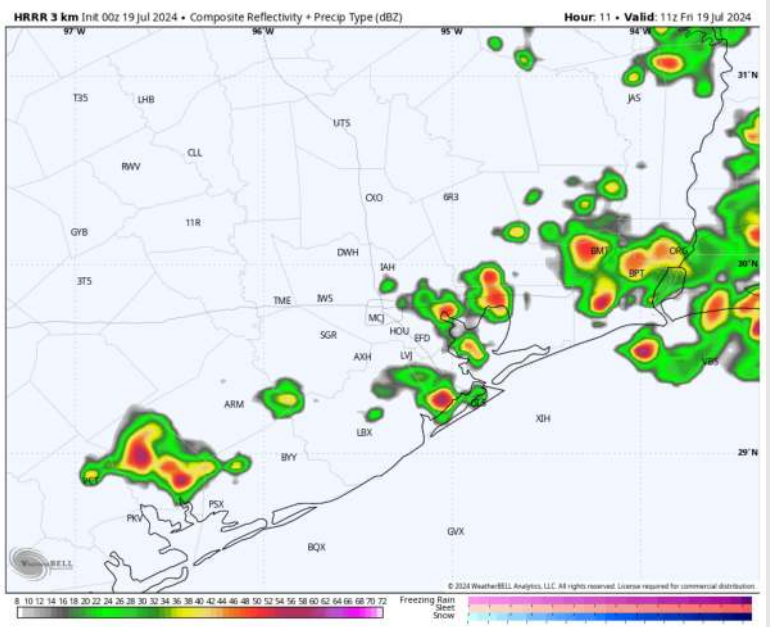 HRRR 3 km Init 00z 19 Jul 2024 • Composite Reflectivity + Precip Type (dBZ) Hour: 11 • Valid: 11z Fri 19 Jul 2024
97°W 96°W 95°W 94°W
31°N
T35 LHB JAS
UTS
CLL
RWV
CXO 6R3
11R
GYB
DWH BMT ORG
IAH 30°N
BPT
3T5
TME IWS
MCJ
SGR HOU EFD
AXH LVJ VBS
ARM GLS
LBX XIH
BYY 29°N
VCT
PKV PSX
GVX
BQX
WEATHERBELL
© 2024 WeatherBELL Analytics, LLC. All rights reserved. License required for commercial distribution.
8 10 12 14 16 18 20 22 24 26 28 30 32 34 36 38 40 42 44 46 48 50 52 54 56 58 60 62 64 66 68 70 72
Freezing Rain
Sleet
Snow